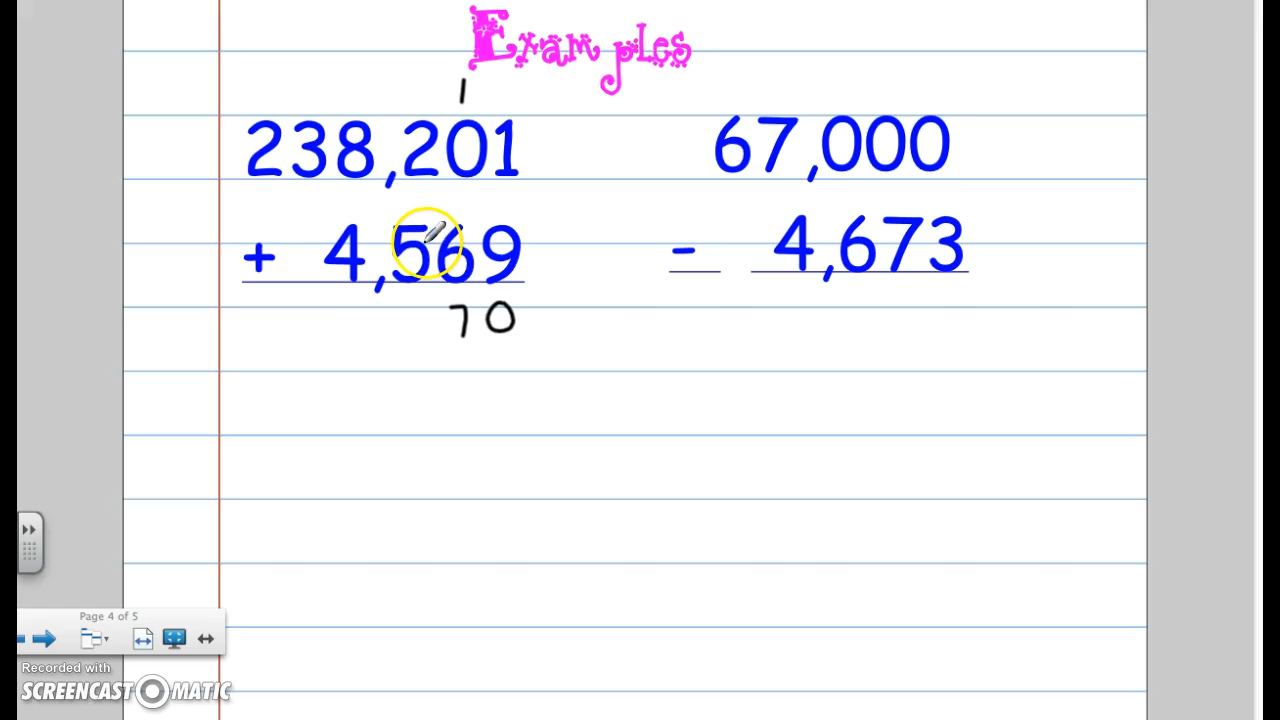 Examples
1
238,201
+ 4,569
70
67,000
- 4,673
Page 4 of 5
Recorded with
SCREENCAST-O-MATIC